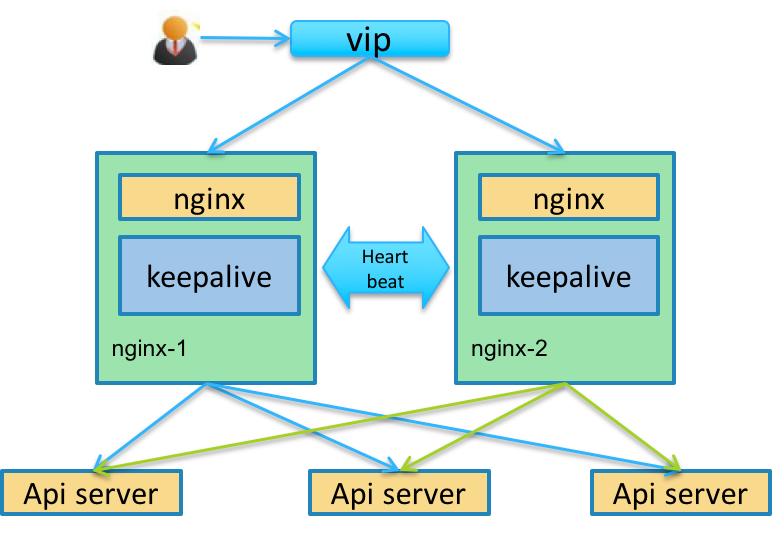 vip
nginx
nginx
Heart
beat
keepalive
keepalive
nginx-1
nginx-2
Api server
Api server
Api server